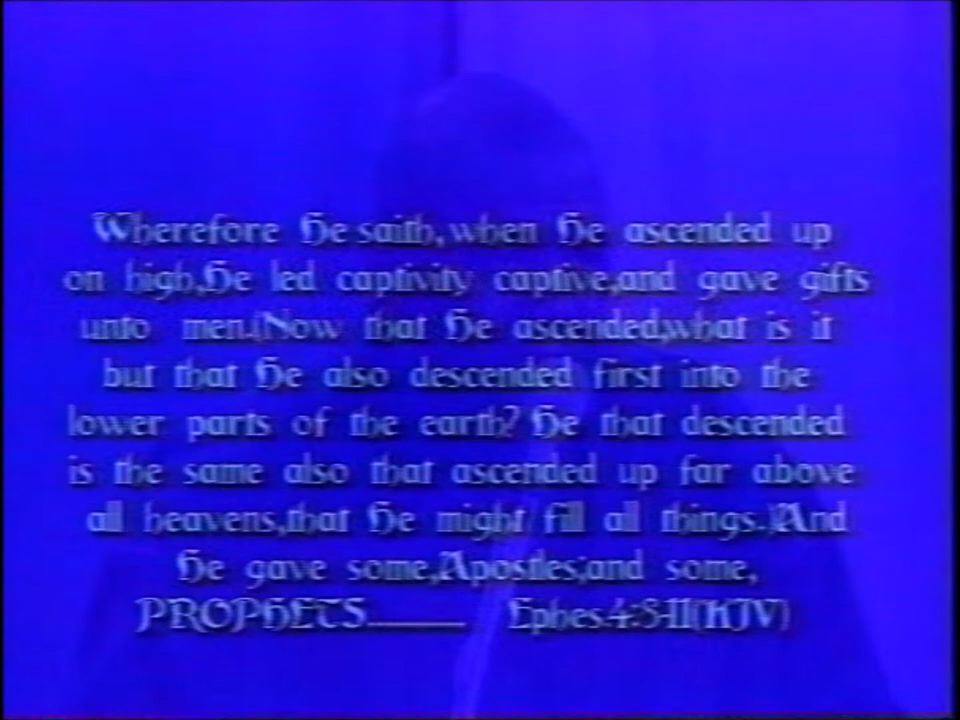 Wherefore He saith, when He ascended up
on high,He led captivity captive,and gave gifts
unto men.(Now that He ascended,what is it
but that He also descended first into the
lower parts of the earth? He that descended
is the same also that ascended up far above
all heavens,that He might fill all things.)And
He gave some,Apostles;and some,
PROPHETS......... Ephes.4:8-11(KJV)